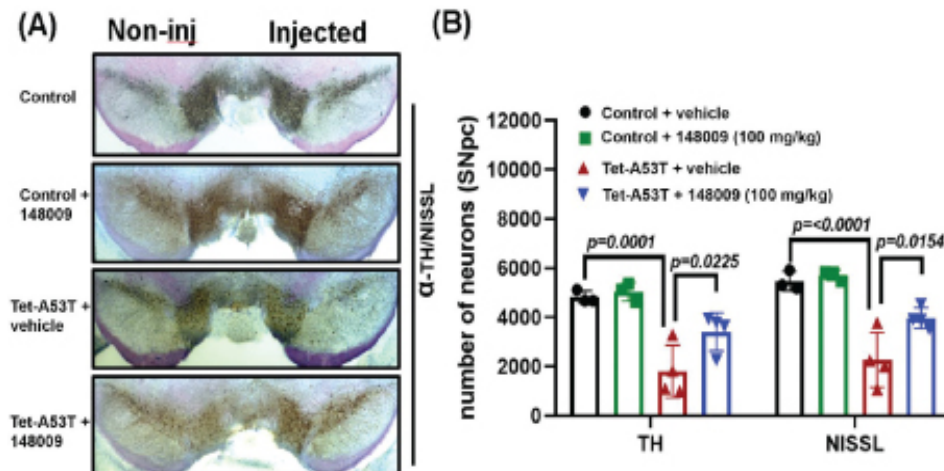 (A)
Non-inj Injected
Control
Control +
148009
Tet-A53T +
vehicle
Tet-A53T +
148009
α-TH/NISSL
(B)
Control + vehicle
Control + 148009 (100 mg/kg)
Tet-A53T + vehicle
Tet-A53T + 148009 (100 mg/kg)
number of neurons (SNpc)
12000
10000
8000
6000
4000
2000
0
p=0.0001
p=0.0225
p=<0.0001
p=0.0154
TH
NISSL